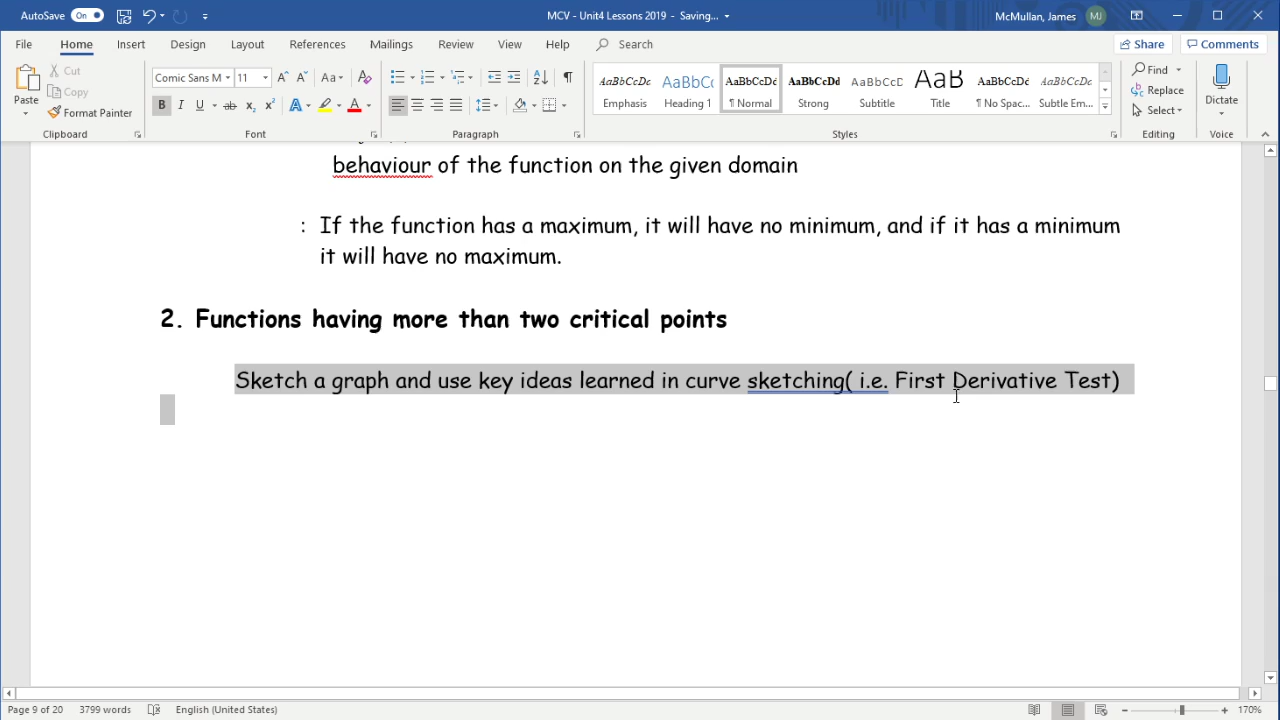 AutoSave On MCV - Unit4 Lessons 2019 - Saving... McMullan, James MJ
File Home Insert Design Layout References Mailings Review View Help Search Share Comments
Paste Cut Copy Format Painter
Comic Sans M 11
AaBbCcDc AaBbCc AaBbCcDc AaBbCcDd AaBbCcDc AaB AaBbCcDc AaBbCcDc
Emphasis Heading 1 ¶ Normal Strong Subtitle Title ¶ No Spac... Subtle Em...
Find Replace Select Dictate
Clipboard Font Paragraph Styles Editing Voice
behaviour of the function on the given domain
: If the function has a maximum, it will have no minimum, and if it has a minimum
it will have no maximum.
2. Functions having more than two critical points
Sketch a graph and use key ideas learned in curve sketching( i.e. First Derivative Test)
Page 9 of 20 3799 words English (United States) 170%